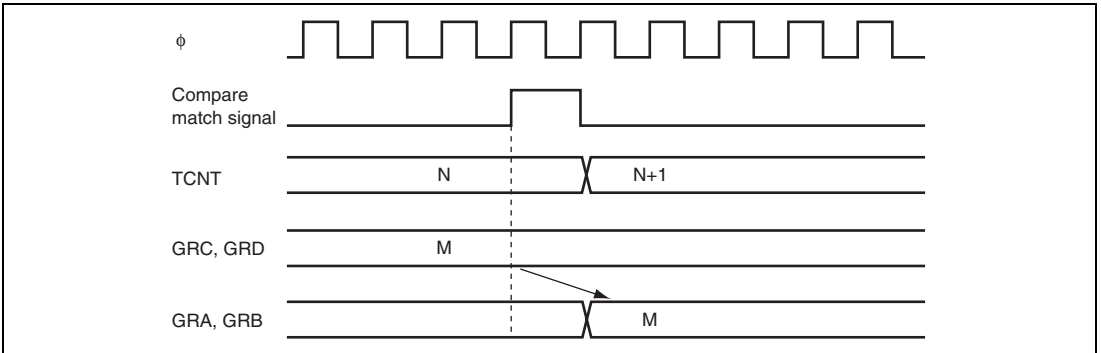 ϕ
Compare
match signal
TCNT N N+1
GRC, GRD M
GRA, GRB M